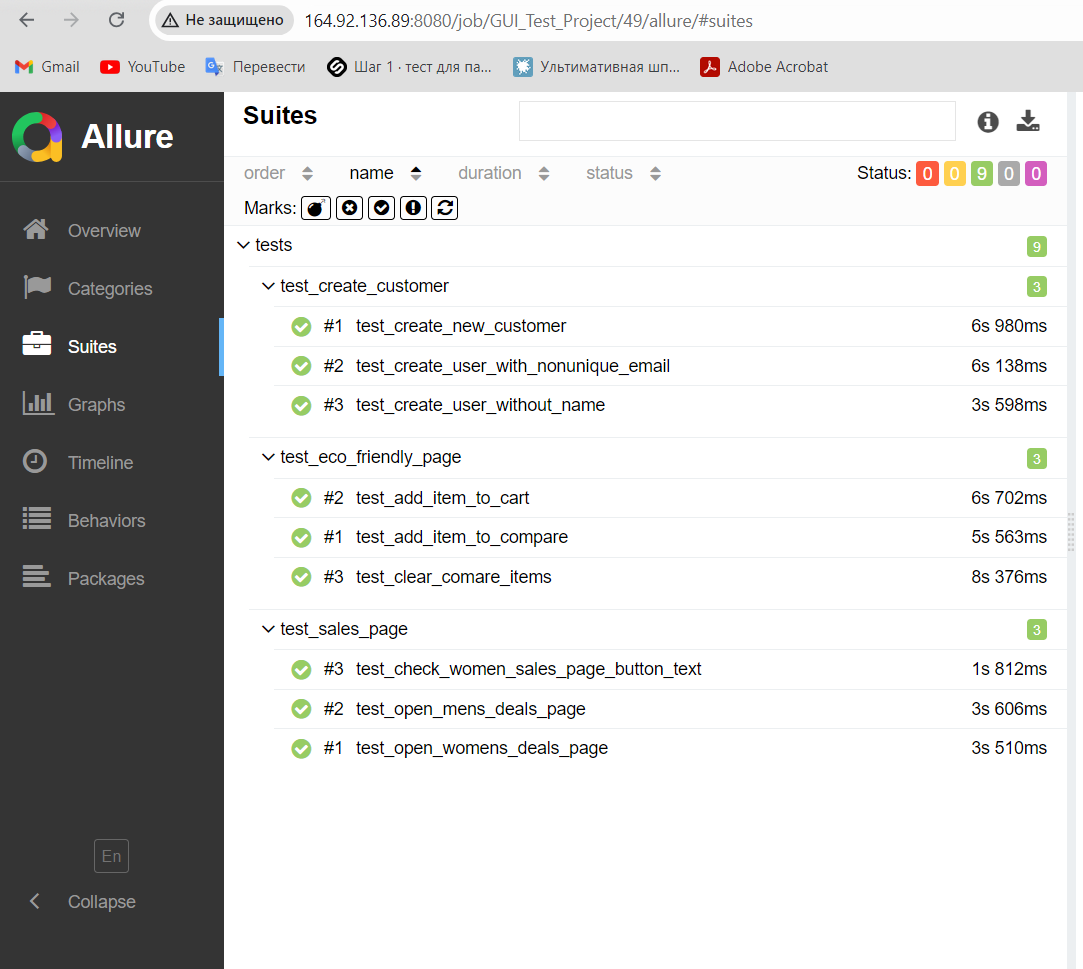 Не защищено 164.92.136.89:8080/job/GUI_Test_Project/49/allure/#suites
Gmail YouTube Перевести Шаг 1 · тест для па... Ультимативная шп... Adobe Acrobat
Allure
Overview
Categories
Suites
Graphs
Timeline
Behaviors
Packages
En
Collapse
Suites
order name duration status Status: 0 0 9 0 0
Marks:
tests 9
test_create_customer 3
#1 test_create_new_customer 6s 980ms
#2 test_create_user_with_nonunique_email 6s 138ms
#3 test_create_user_without_name 3s 598ms
test_eco_friendly_page 3
#2 test_add_item_to_cart 6s 702ms
#1 test_add_item_to_compare 5s 563ms
#3 test_clear_comare_items 8s 376ms
test_sales_page 3
#3 test_check_women_sales_page_button_text 1s 812ms
#2 test_open_mens_deals_page 3s 606ms
#1 test_open_womens_deals_page 3s 510ms